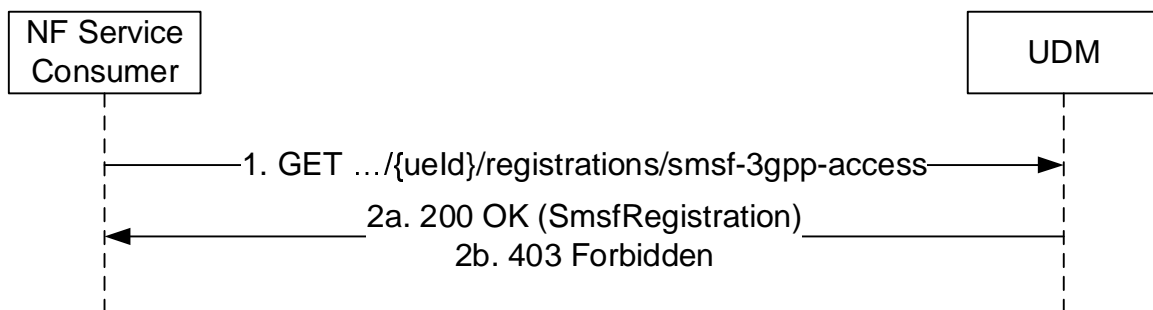 NF Service
Consumer
UDM
1. GET …/{ueId}/registrations/smsf-3gpp-access
2a. 200 OK (SmsfRegistration)
2b. 403 Forbidden